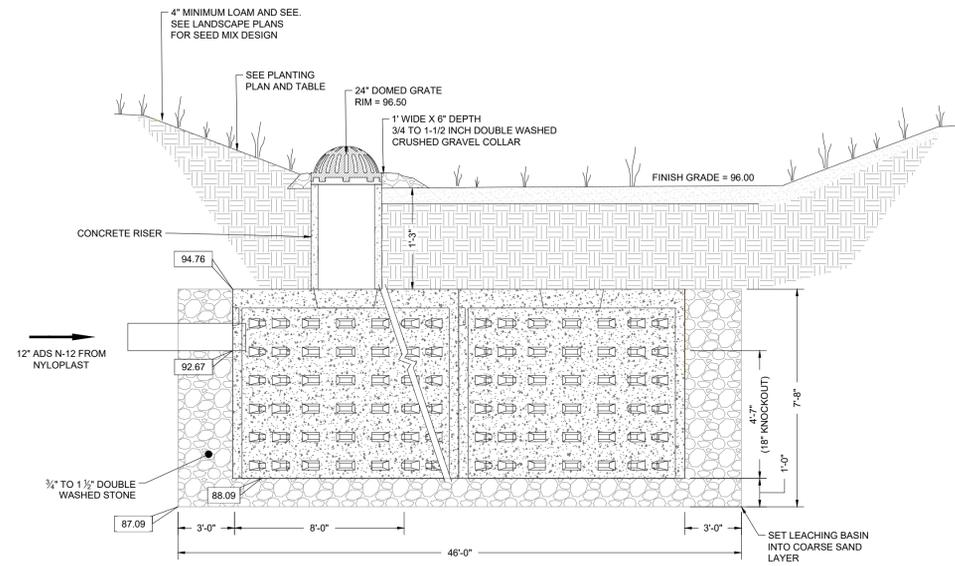 4" MINIMUM LOAM AND SEE.
SEE LANDSCAPE PLANS
FOR SEED MIX DESIGN
SEE PLANTING
PLAN AND TABLE
24" DOMED GRATE
RIM = 96.50
1' WIDE X 6" DEPTH
3/4 TO 1-1/2 INCH DOUBLE WASHED
CRUSHED GRAVEL COLLAR
FINISH GRADE = 96.00
CONCRETE RISER
1'-3"
94.76
12" ADS N-12 FROM
NYLOPLAST
92.67
4'-7"
(18" KNOCKOUT)
7'-8"
1'-0"
¾" TO 1 ½" DOUBLE
WASHED STONE
88.09
87.09
3'-0"
8'-0"
3'-0"
46'-0"
SET LEACHING BASIN
INTO COARSE SAND
LAYER